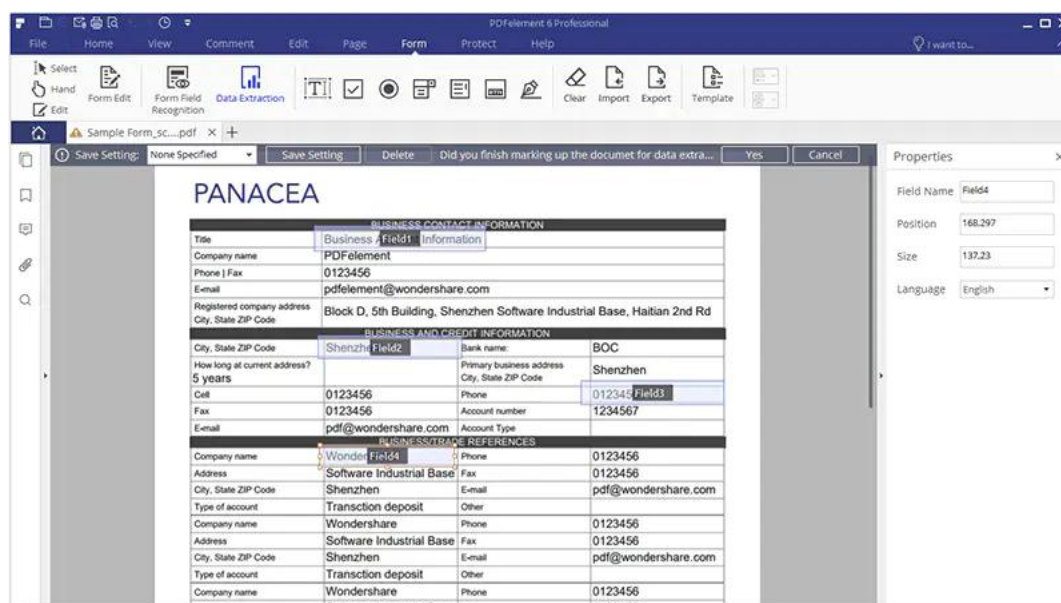 PDFelement 6 Professional
File Home View Comment Edit Page Form Protect Help I want to...
Select
Hand
Edit
Form Edit
Form Field Recognition
Data Extraction
Clear Import Export Template
Sample Form_sc....pdf
Save Setting: None Specified Save Setting Delete Did you finish marking up the documet for data extra... Yes Cancel
PANACEA
BUSINESS CONTACT INFORMATION
Title Business A Field1 Information
Company name PDFelement
Phone | Fax 0123456
E-mail pdfelement@wondershare.com
Registered company address
City, State ZIP Code Block D, 5th Building, Shenzhen Software Industrial Base, Haitian 2nd Rd
BUSINESS AND CREDIT INFORMATION
City, State ZIP Code Shenzhe Field2 Bank name: BOC
How long at current address?
5 years
Primary business address
City, State ZIP Code Shenzhen
Cell 0123456 Phone 012345 Field3
Fax 0123456 Account number 1234567
E-mail pdf@wondershare.com Account Type
BUSINESS/TRADE REFERENCES
Company name Wonder Field4 Phone 0123456
Address Software Industrial Base Fax 0123456
City, State ZIP Code Shenzhen E-mail pdf@wondershare.com
Type of account Transction deposit Other
Company name Wondershare Phone 0123456
Address Software Industrial Base Fax 0123456
City, State ZIP Code Shenzhen E-mail pdf@wondershare.com
Type of account Transction deposit Other
Company name Wondershare Phone 0123456
Properties
Field Name Field4
Position 168,297
Size 137,23
Language English